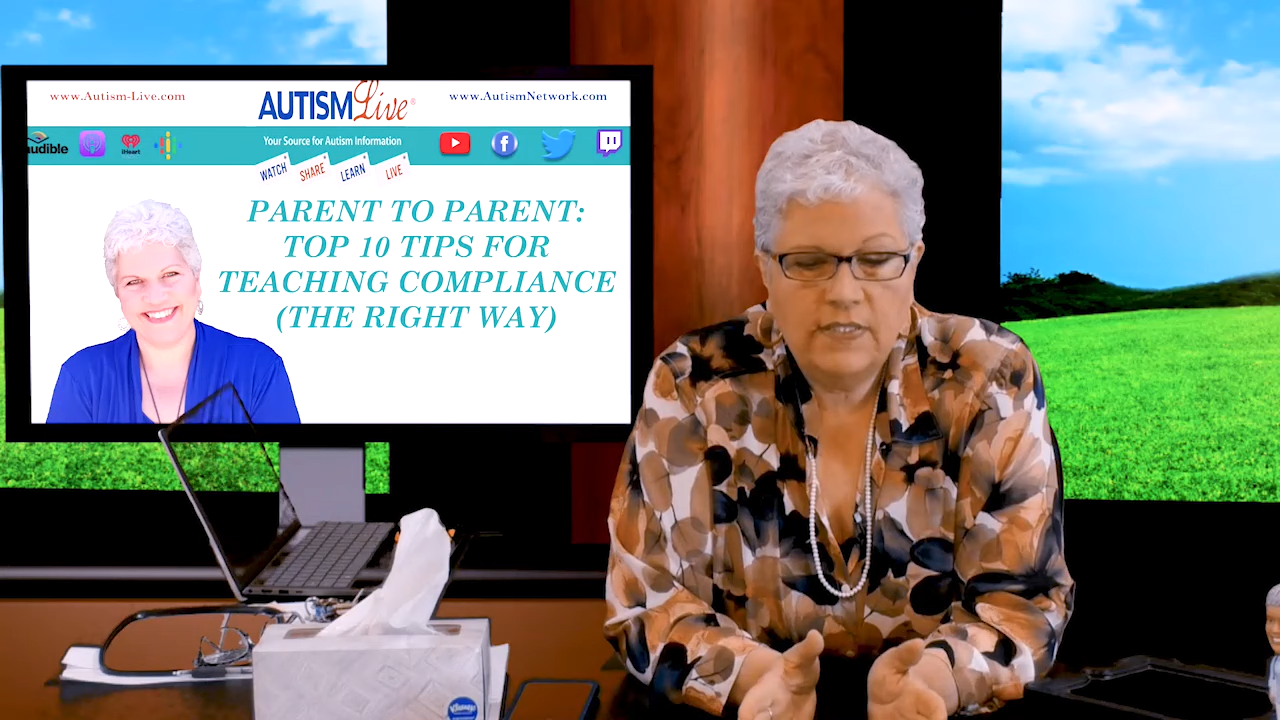 www.Autism-Live.com
AUTISM Live®
www.AutismNetwork.com
audible
iHeart
Your Source for Autism Information
WATCH
SHARE
LEARN
LIVE
PARENT TO PARENT:
TOP 10 TIPS FOR
TEACHING COMPLIANCE
(THE RIGHT WAY)
Kleenex